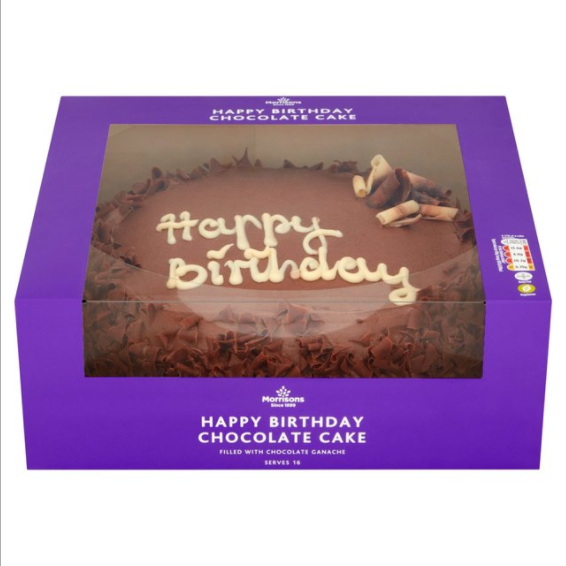 Morrisons
HAPPY BIRTHDAY
CHOCOLATE CAKE
Happy
Birthday
Morrisons
Since 1899
HAPPY BIRTHDAY
CHOCOLATE CAKE
FILLED WITH CHOCOLATE GANACHE
SERVES 16